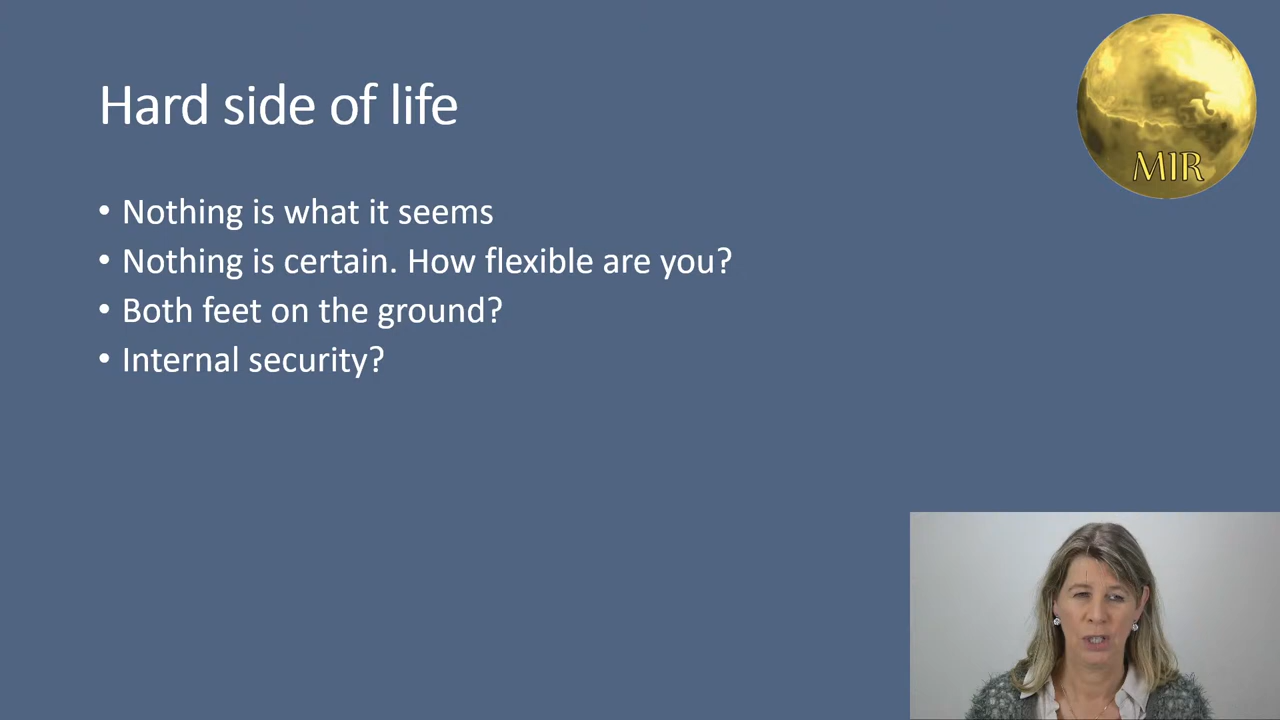 Hard side of life
MIR
• Nothing is what it seems
• Nothing is certain. How flexible are you?
• Both feet on the ground?
• Internal security?